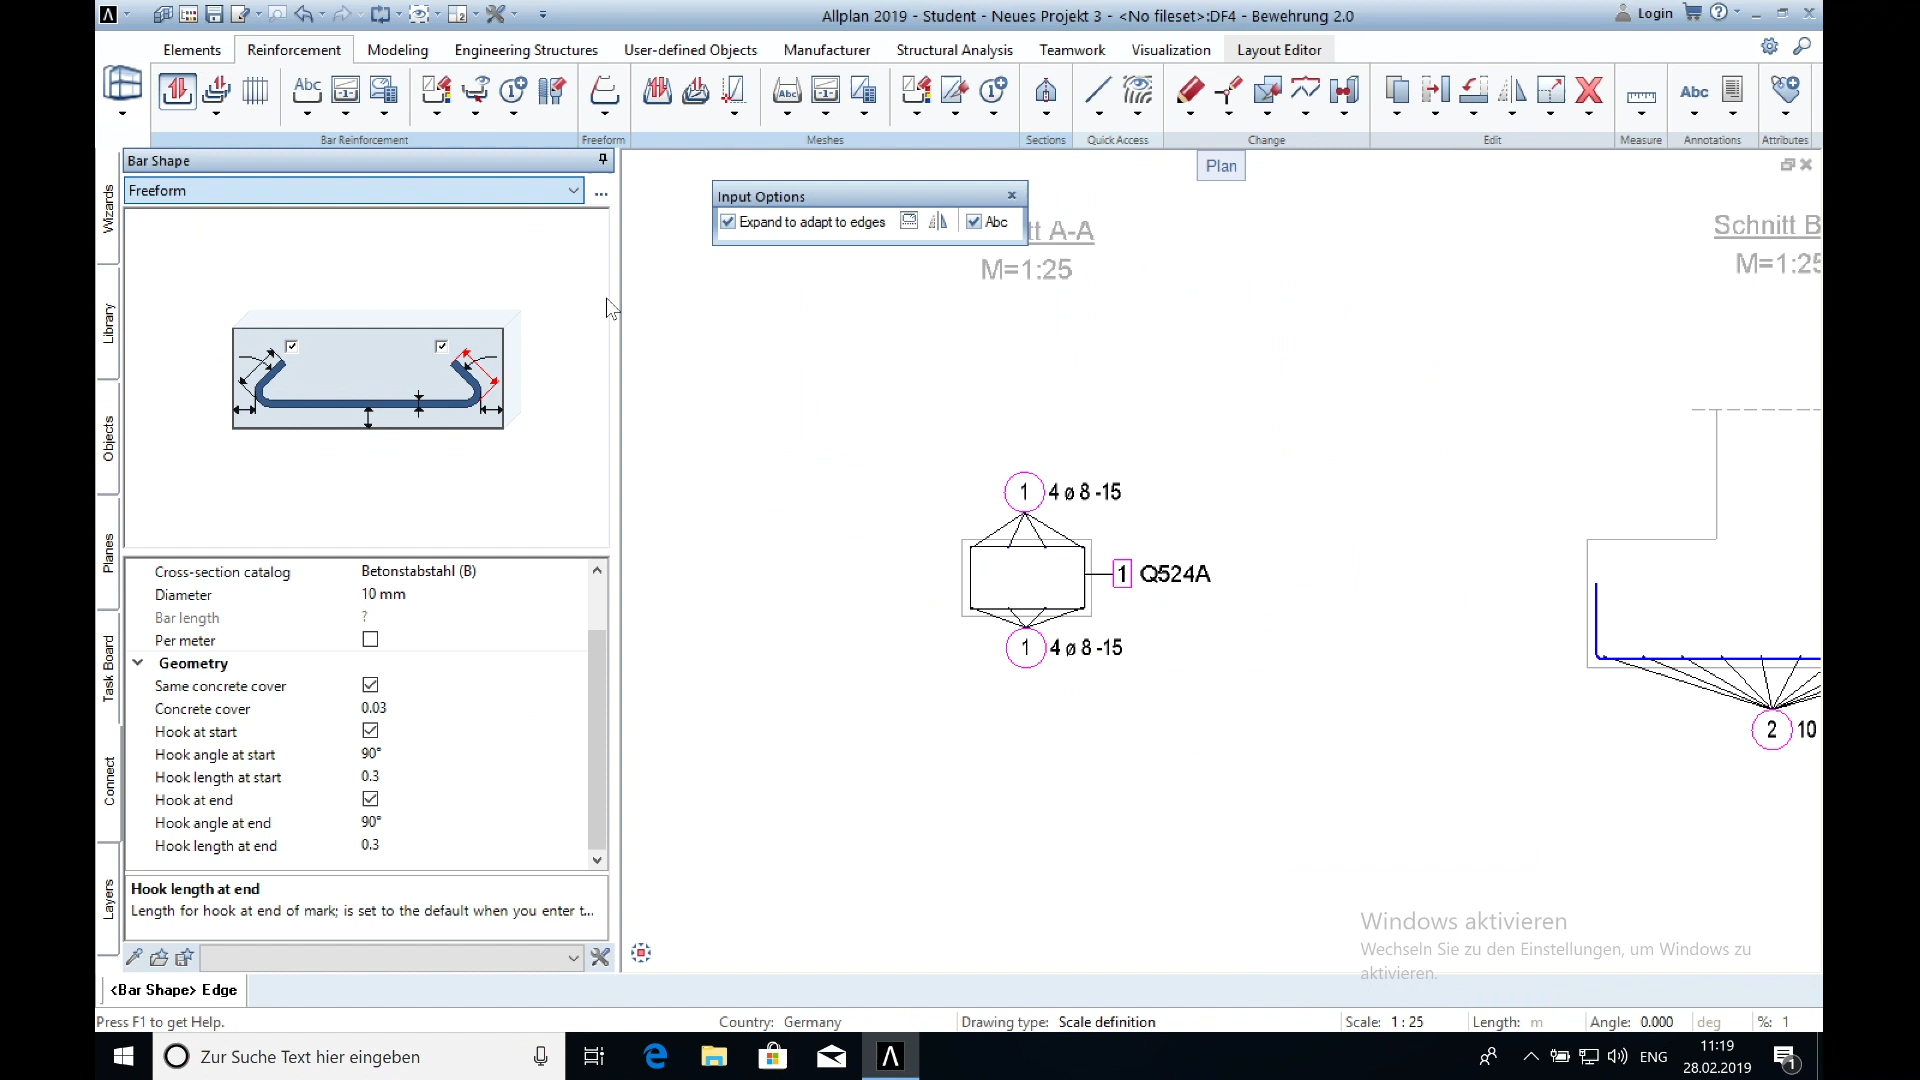 Allplan 2019 - Student - Neues Projekt 3 - <No fileset>:DF4 - Bewehrung 2.0
Login
Elements
Reinforcement
Modeling
Engineering Structures
User-defined Objects
Manufacturer
Structural Analysis
Teamwork
Visualization
Layout Editor
Abc
Abc
Abc
Bar Reinforcement
Freeform
Meshes
Sections
Quick Access
Change
Edit
Measure
Annotations
Attributes
Bar Shape
Freeform
...
Wizards
Library
Objects
Planes
Task Board
Connect
Layers
Cross-section catalog Betonstabstahl (B)
Diameter 10 mm
Bar length ?
Per meter
Geometry
Same concrete cover
Concrete cover 0.03
Hook at start
Hook angle at start 90°
Hook length at start 0.3
Hook at end
Hook angle at end 90°
Hook length at end 0.3
Hook length at end
Length for hook at end of mark; is set to the default when you enter t...
Plan
Input Options
Expand to adapt to edges
Abc
tt A-A
M=1:25
Schnitt B
M=1:25
1 4 ø 8 -15
1 Q524A
1 4 ø 8 -15
2 10
Windows aktivieren
Wechseln Sie zu den Einstellungen, um Windows zu
aktivieren.
<Bar Shape> Edge
Press F1 to get Help.
Country: Germany
Drawing type: Scale definition
Scale: 1 : 25
Length: m
Angle: 0.000 deg
%: 1
Zur Suche Text hier eingeben
ENG
11:19
28.02.2019
1